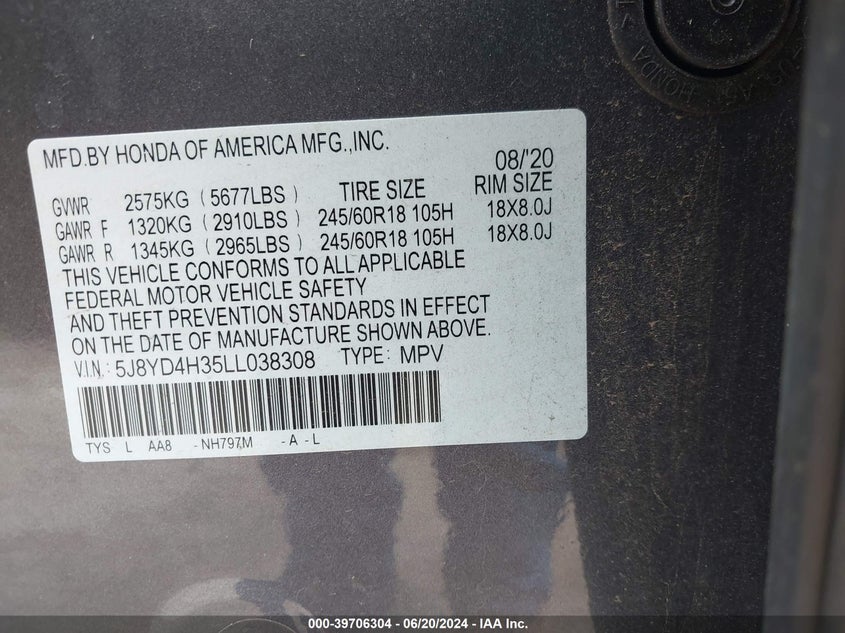 HONDA
MFD.BY HONDA OF AMERICA MFG.,INC.
08/'20
GVWR 2575KG (5677LBS) TIRE SIZE RIM SIZE
GAWR F 1320KG (2910LBS) 245/60R18 105H 18X8.0J
GAWR R 1345KG (2965LBS) 245/60R18 105H 18X8.0J
THIS VEHICLE CONFORMS TO ALL APPLICABLE
FEDERAL MOTOR VEHICLE SAFETY
AND THEFT PREVENTION STANDARDS IN EFFECT
ON THE DATE OF MANUFACTURE SHOWN ABOVE.
V.I.N.: 5J8YD4H35LL038308 TYPE: MPV
TYS L AA8 - NH797M - A - L
000-39706304 - 06/20/2024 - IAA Inc.